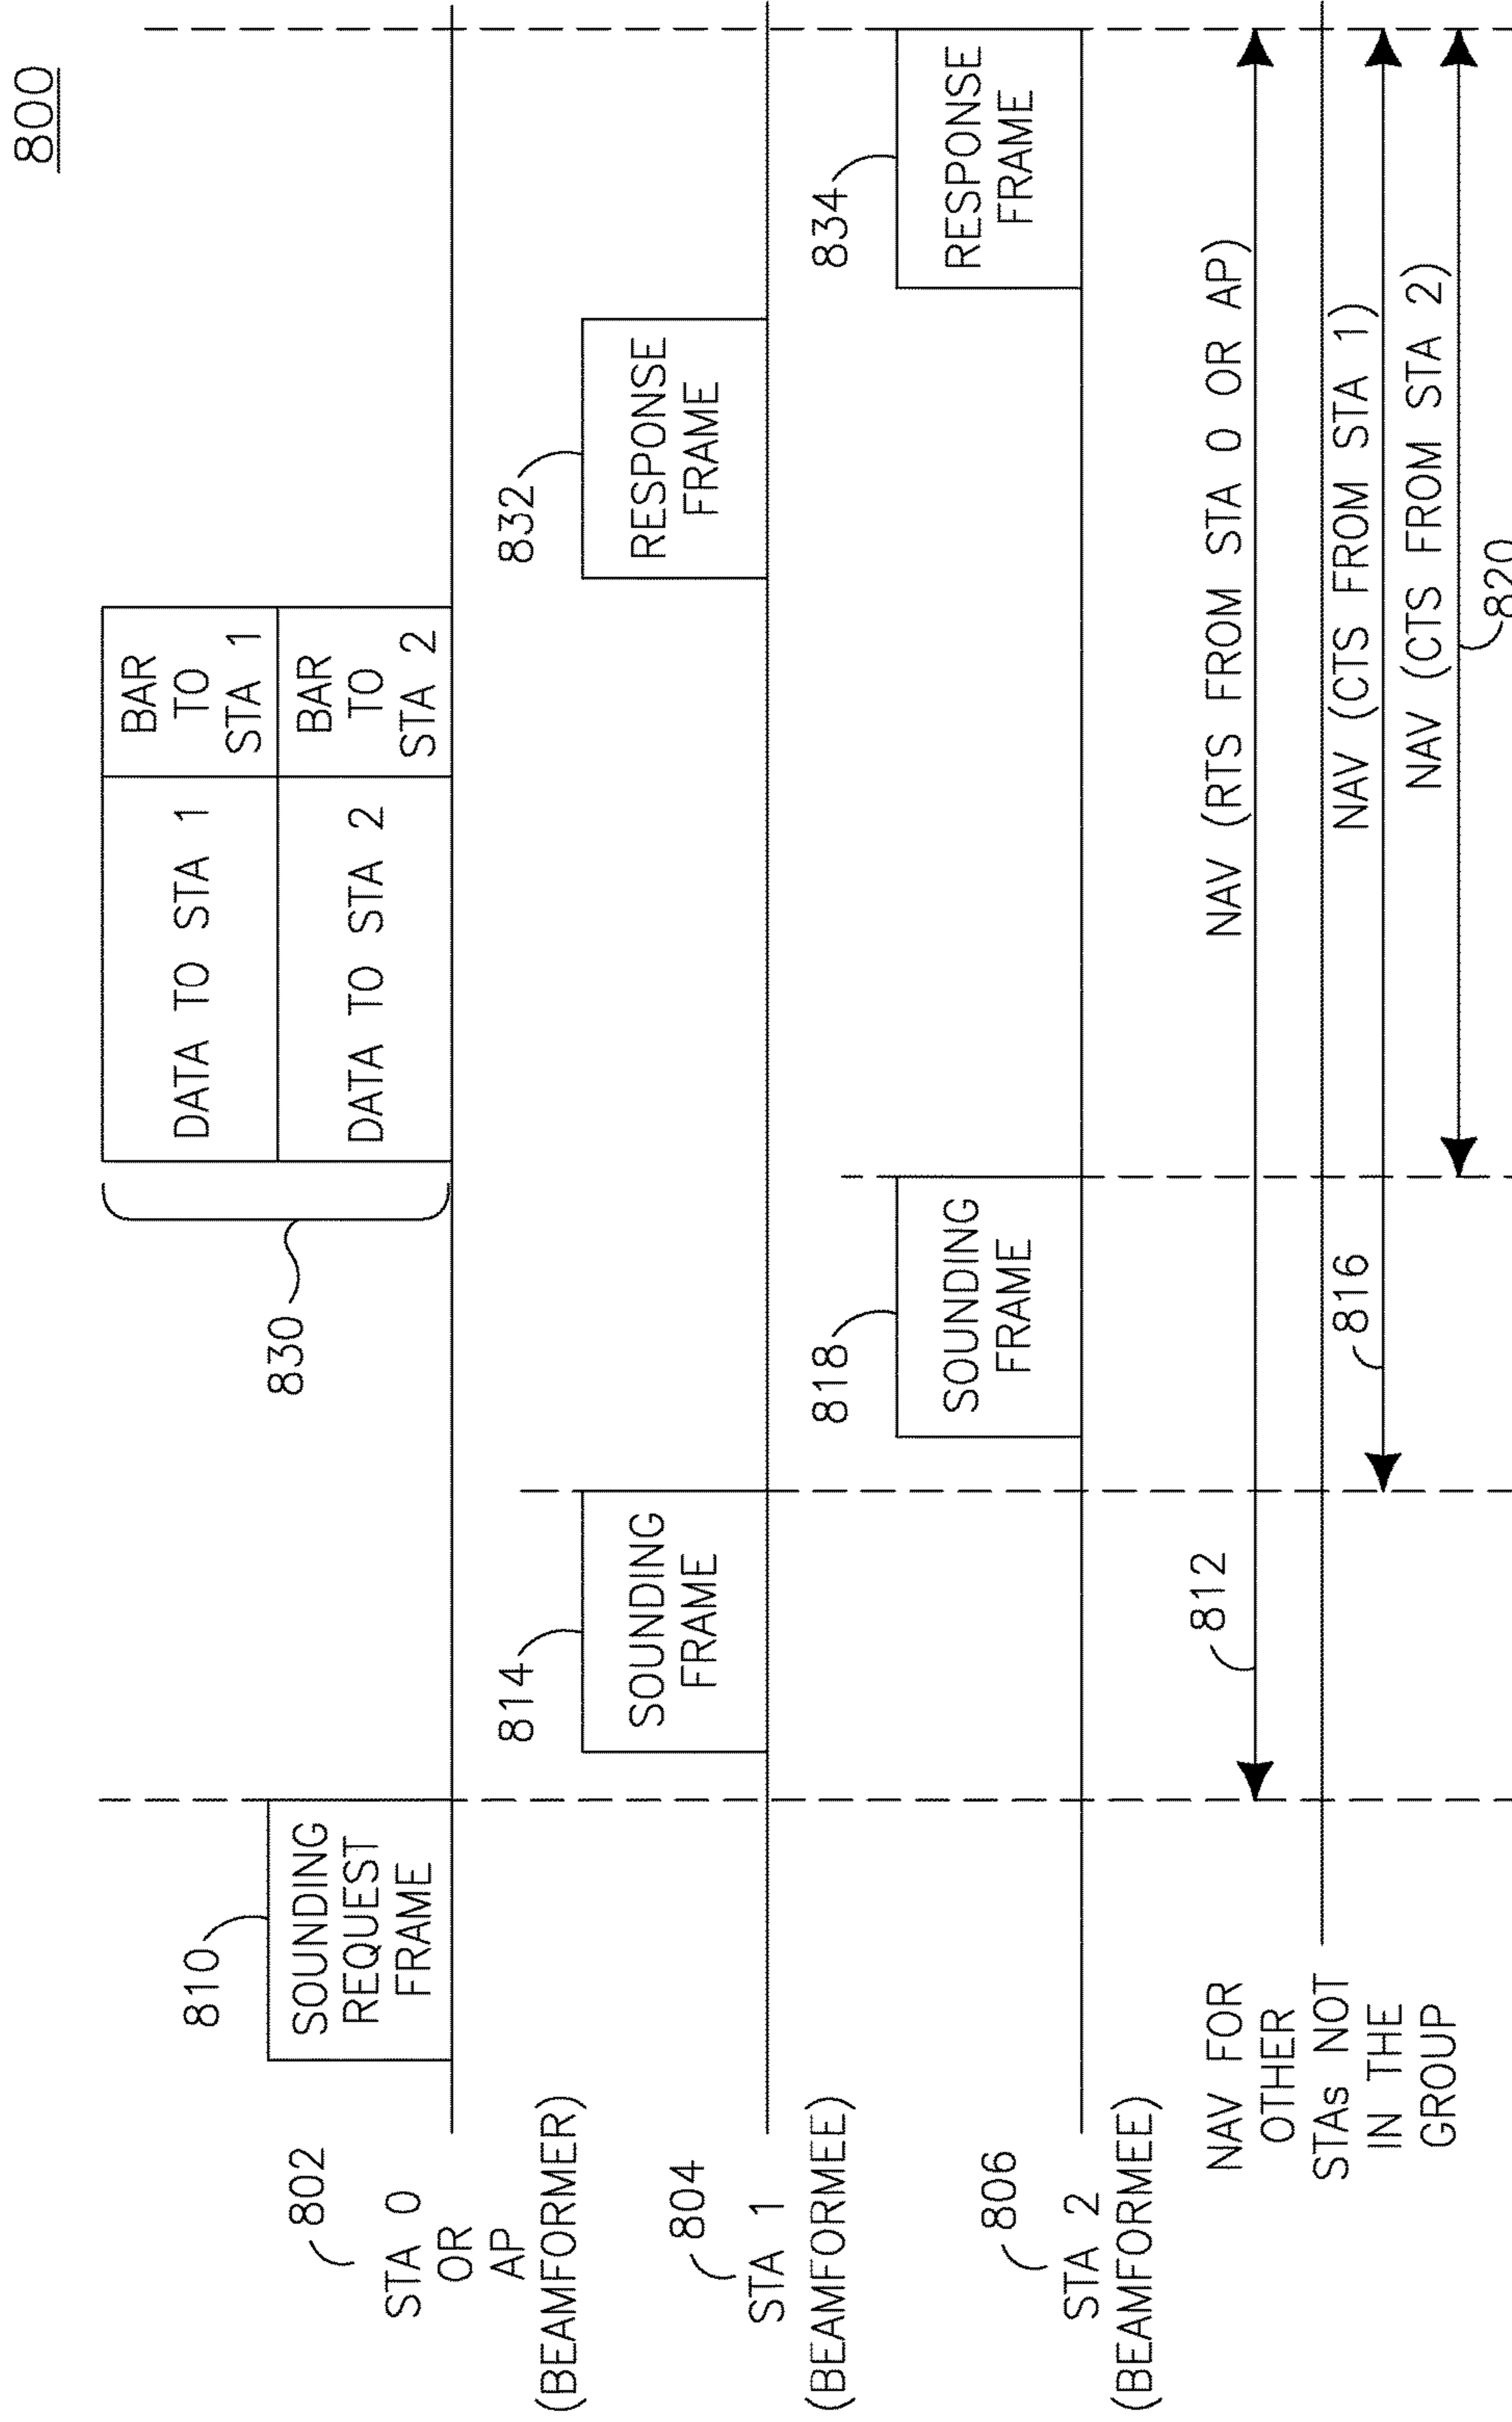 800
802
STA 0
OR
AP
(BEAMFORMER)
810
SOUNDING
REQUEST
FRAME
830
DATA TO STA 1
BAR
TO
STA 1
DATA TO STA 2
BAR
TO
STA 2
804
STA 1
(BEAMFORMEE)
814
SOUNDING
FRAME
832
RESPONSE
FRAME
806
STA 2
(BEAMFORMEE)
818
SOUNDING
FRAME
834
RESPONSE
FRAME
NAV FOR
OTHER
STAs NOT
IN THE
GROUP
812
NAV (RTS FROM STA 0 OR AP)
816
NAV (CTS FROM STA 1)
NAV (CTS FROM STA 2)
820